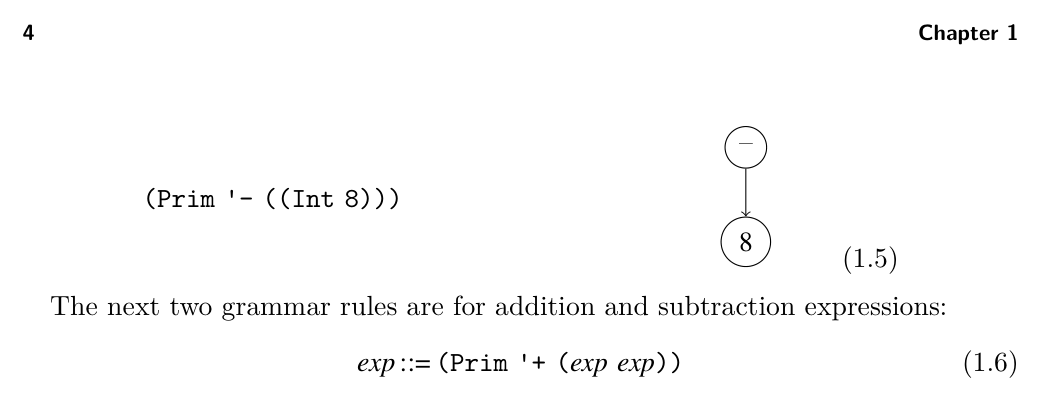 4 Chapter 1
−
(Prim '- ((Int 8)))
8
(1.5)
The next two grammar rules are for addition and subtraction expressions:
exp ::= (Prim '+ (exp exp)) (1.6)